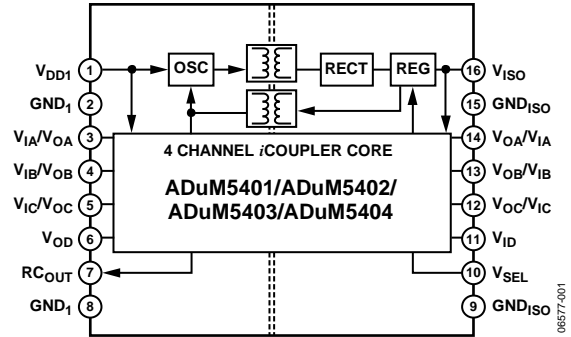 VDD1 1 OSC RECT REG 16 VISO
GND1 2 15 GNDISO
VIA/VOA 3 14 VOA/VIA
4 CHANNEL iCOUPLER CORE
VIB/VOB 4 13 VOB/VIB
ADuM5401/ADuM5402/
ADuM5403/ADuM5404
VIC/VOC 5 12 VOC/VIC
VOD 6 11 VID
RCOUT 7 10 VSEL
GND1 8 9 GNDISO
06577-001